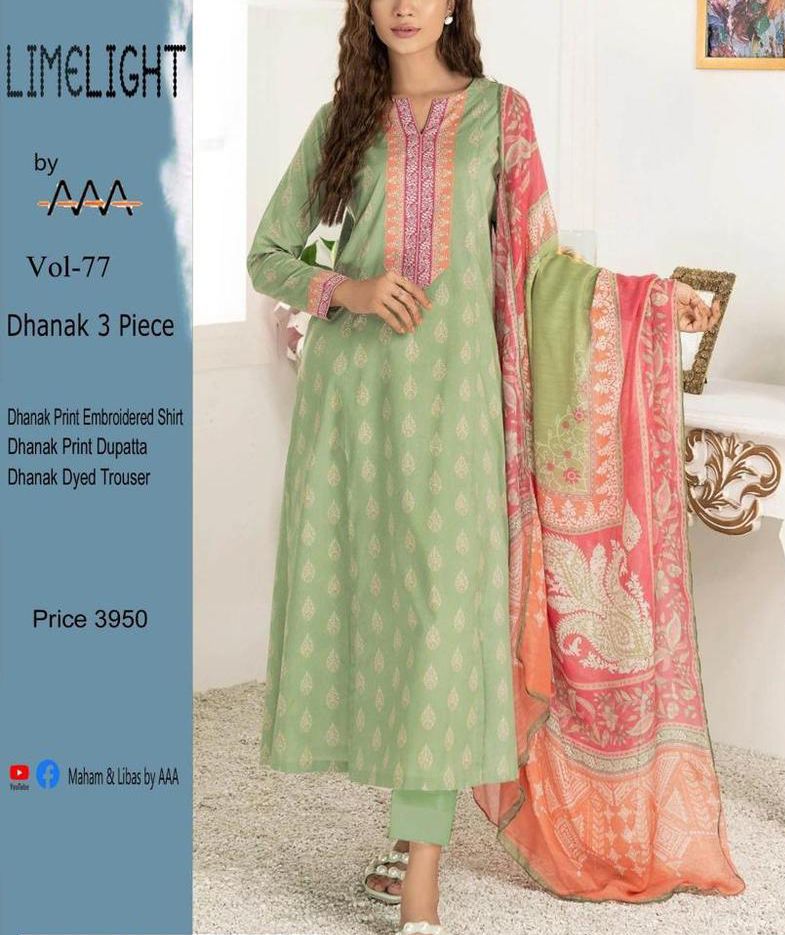 LIMELIGHT
by
AAA
Vol-77
Dhanak 3 Piece
Dhanak Print Embroidered Shirt
Dhanak Print Dupatta
Dhanak Dyed Trouser
Price 3950
YouTube
Maham & Libas by AAA